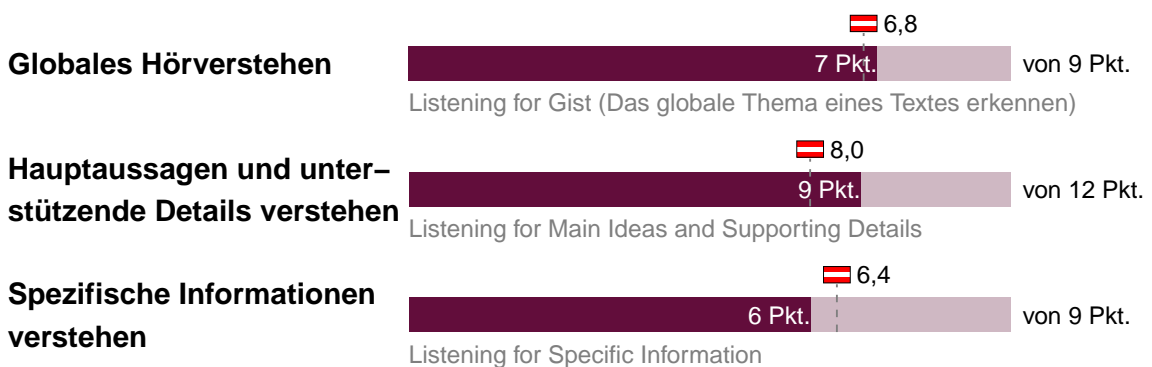 6,8
Globales Hörverstehen 7 Pkt. von 9 Pkt.
Listening for Gist (Das globale Thema eines Textes erkennen)
8,0
Hauptaussagen und unter–
stützende Details verstehen 9 Pkt. von 12 Pkt.
Listening for Main Ideas and Supporting Details
6,4
Spezifische Informationen
verstehen 6 Pkt. von 9 Pkt.
Listening for Specific Information